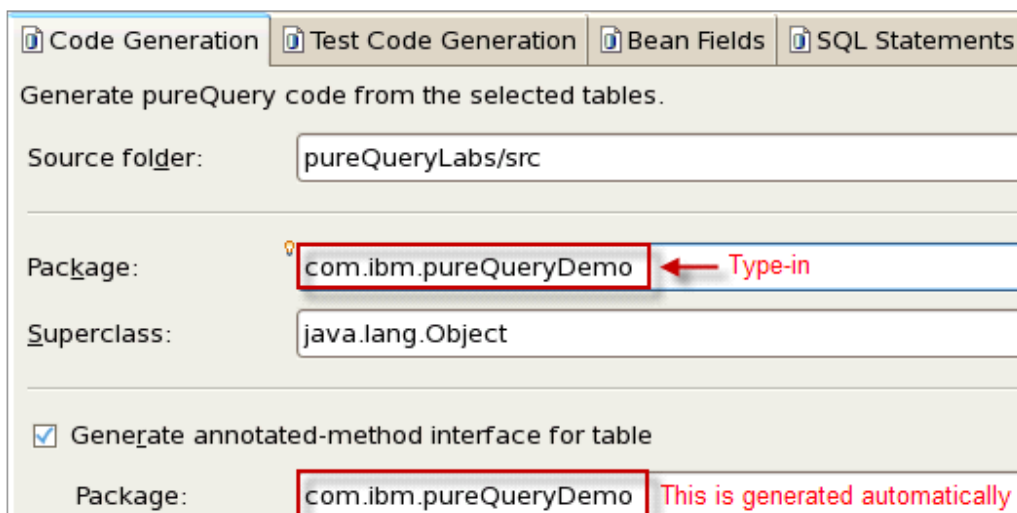 Code Generation Test Code Generation Bean Fields SQL Statements
Generate pureQuery code from the selected tables.
Source folder: pureQueryLabs/src
Package: com.ibm.pureQueryDemo Type-in
Superclass: java.lang.Object
Generate annotated-method interface for table
Package: com.ibm.pureQueryDemo This is generated automatically